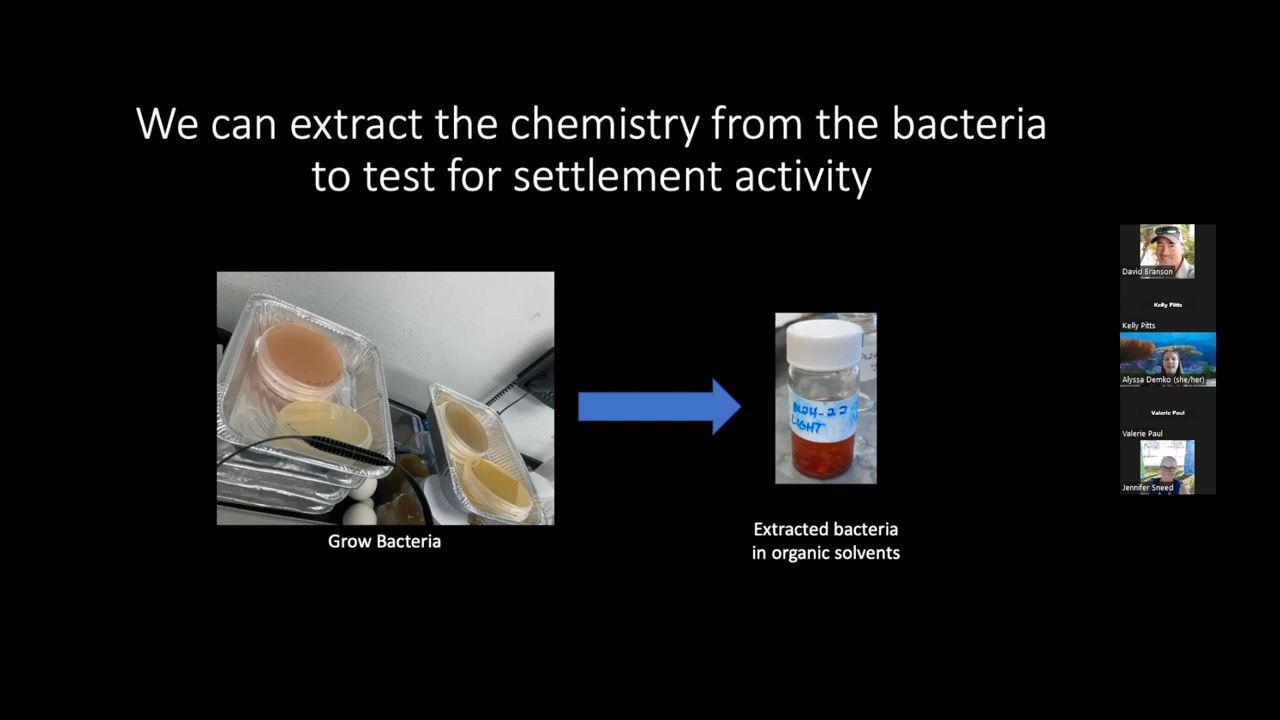 We can extract the chemistry from the bacteria
to test for settlement activity
Grow Bacteria
LIGHT
Extracted bacteria
in organic solvents
David Branson
Kelly Pitts
Kelly Pitts
Alyssa Demko (she/her)
Valerie Paul
Valerie Paul
Jennifer Sneed